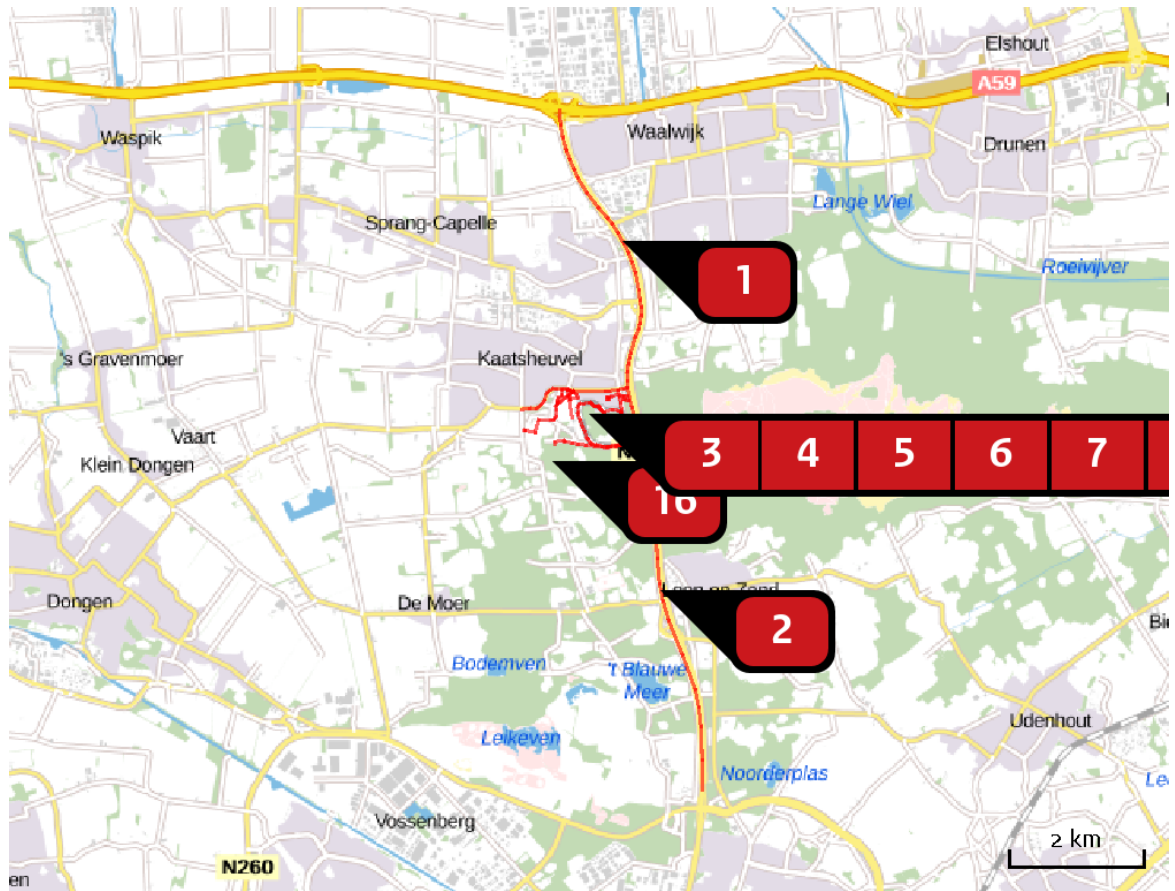 Elshout
A59
Waspik
Waalwijk
Drunen
Lange Wiel
Sprang-Capelle
Roeivijver
1
's Gravenmoer
Kaatsheuvel
Vaart
3 4 5 6 7
Klein Dongen
16
Loon op Zand
Dongen
De Moer
2
Bodemven
't Blauwe
Meer
Udenhout
Leikeven
Noorderplas
Vossenberg
2 km
N260
en